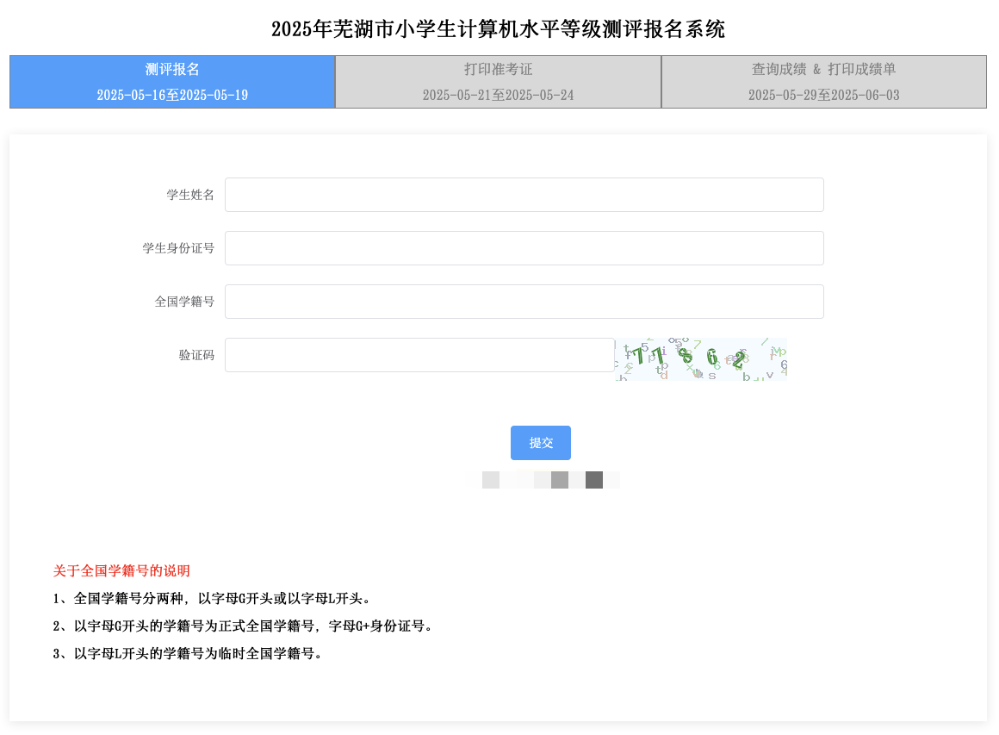 2025年芜湖市小学生计算机水平等级测评报名系统
测评报名
2025-05-16至2025-05-19
打印准考证
2025-05-21至2025-05-24
查询成绩 & 打印成绩单
2025-05-29至2025-06-03
学生姓名
学生身份证号
全国学籍号
验证码
提交
关于全国学籍号的说明
1、全国学籍号分两种，以字母G开头或以字母L开头。
2、以字母G开头的学籍号为正式全国学籍号，字母G+身份证号。
3、以字母L开头的学籍号为临时全国学籍号。